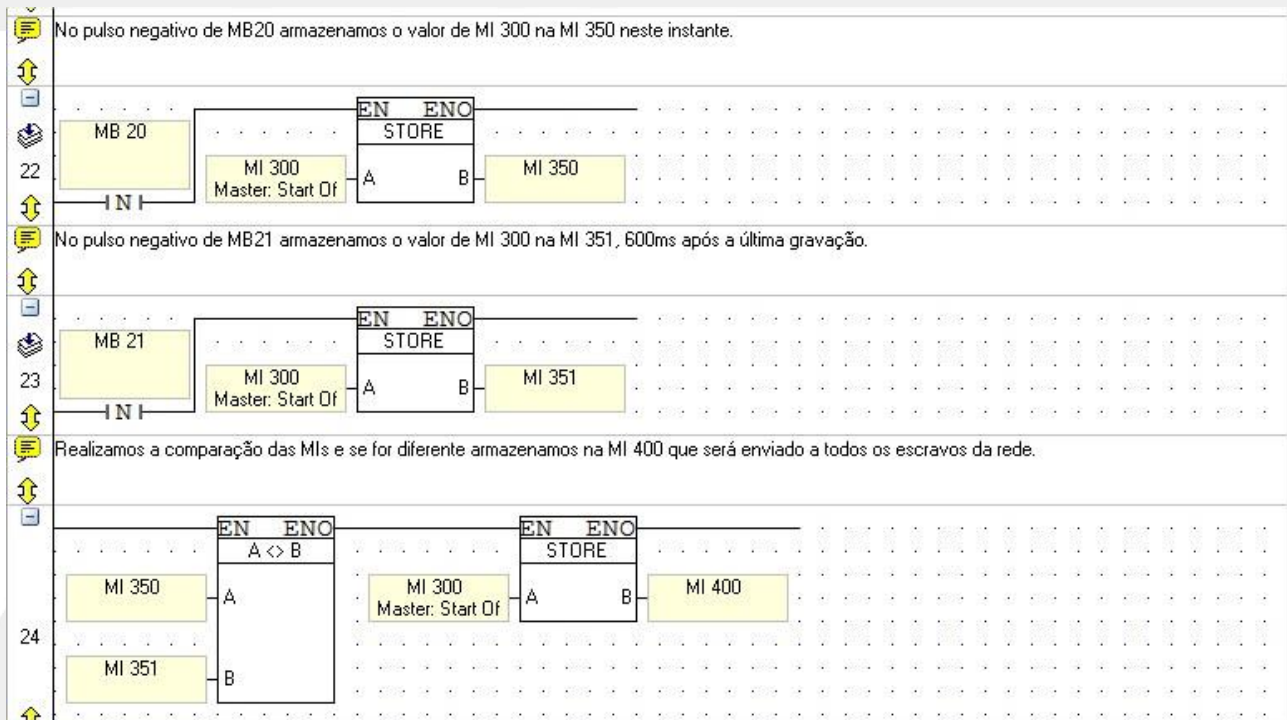 No pulso negativo de MB20 armazenamos o valor de MI 300 na MI 350 neste instante.
EN ENO
MB 20
STORE
22
MI 300
Master: Start Of
A
B
MI 350
N
No pulso negativo de MB21 armazenamos o valor de MI 300 na MI 351, 600ms após a última gravação.
EN ENO
MB 21
STORE
23
MI 300
Master: Start Of
A
B
MI 351
N
Realizamos a comparação das MIs e se for diferente armazenamos na MI 400 que será enviado a todos os escravos da rede.
EN ENO
EN ENO
A <> B
STORE
MI 350
A
MI 300
Master: Start Of
A
B
MI 400
24
MI 351
B